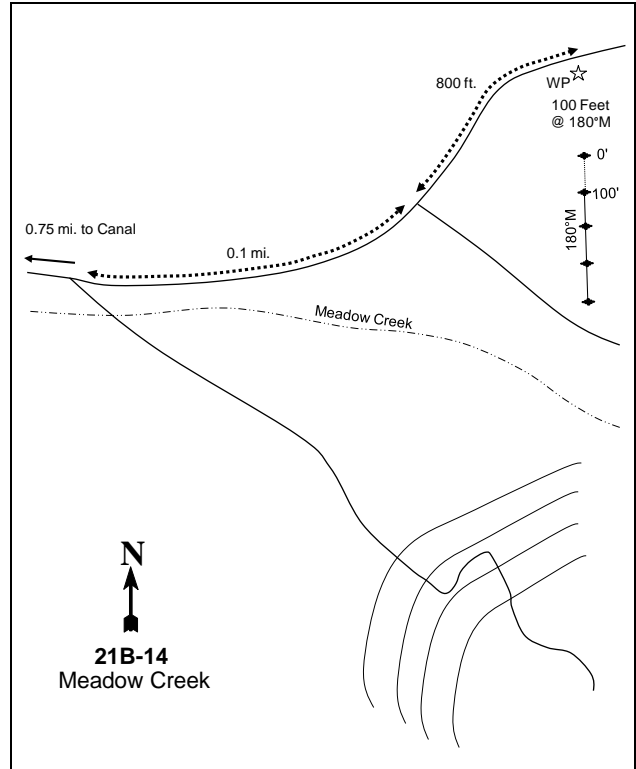 800 ft.
WP
100 Feet
@ 180°M
0'
100'
180°M
0.75 mi. to Canal
0.1 mi.
Meadow Creek
N
21B-14
Meadow Creek